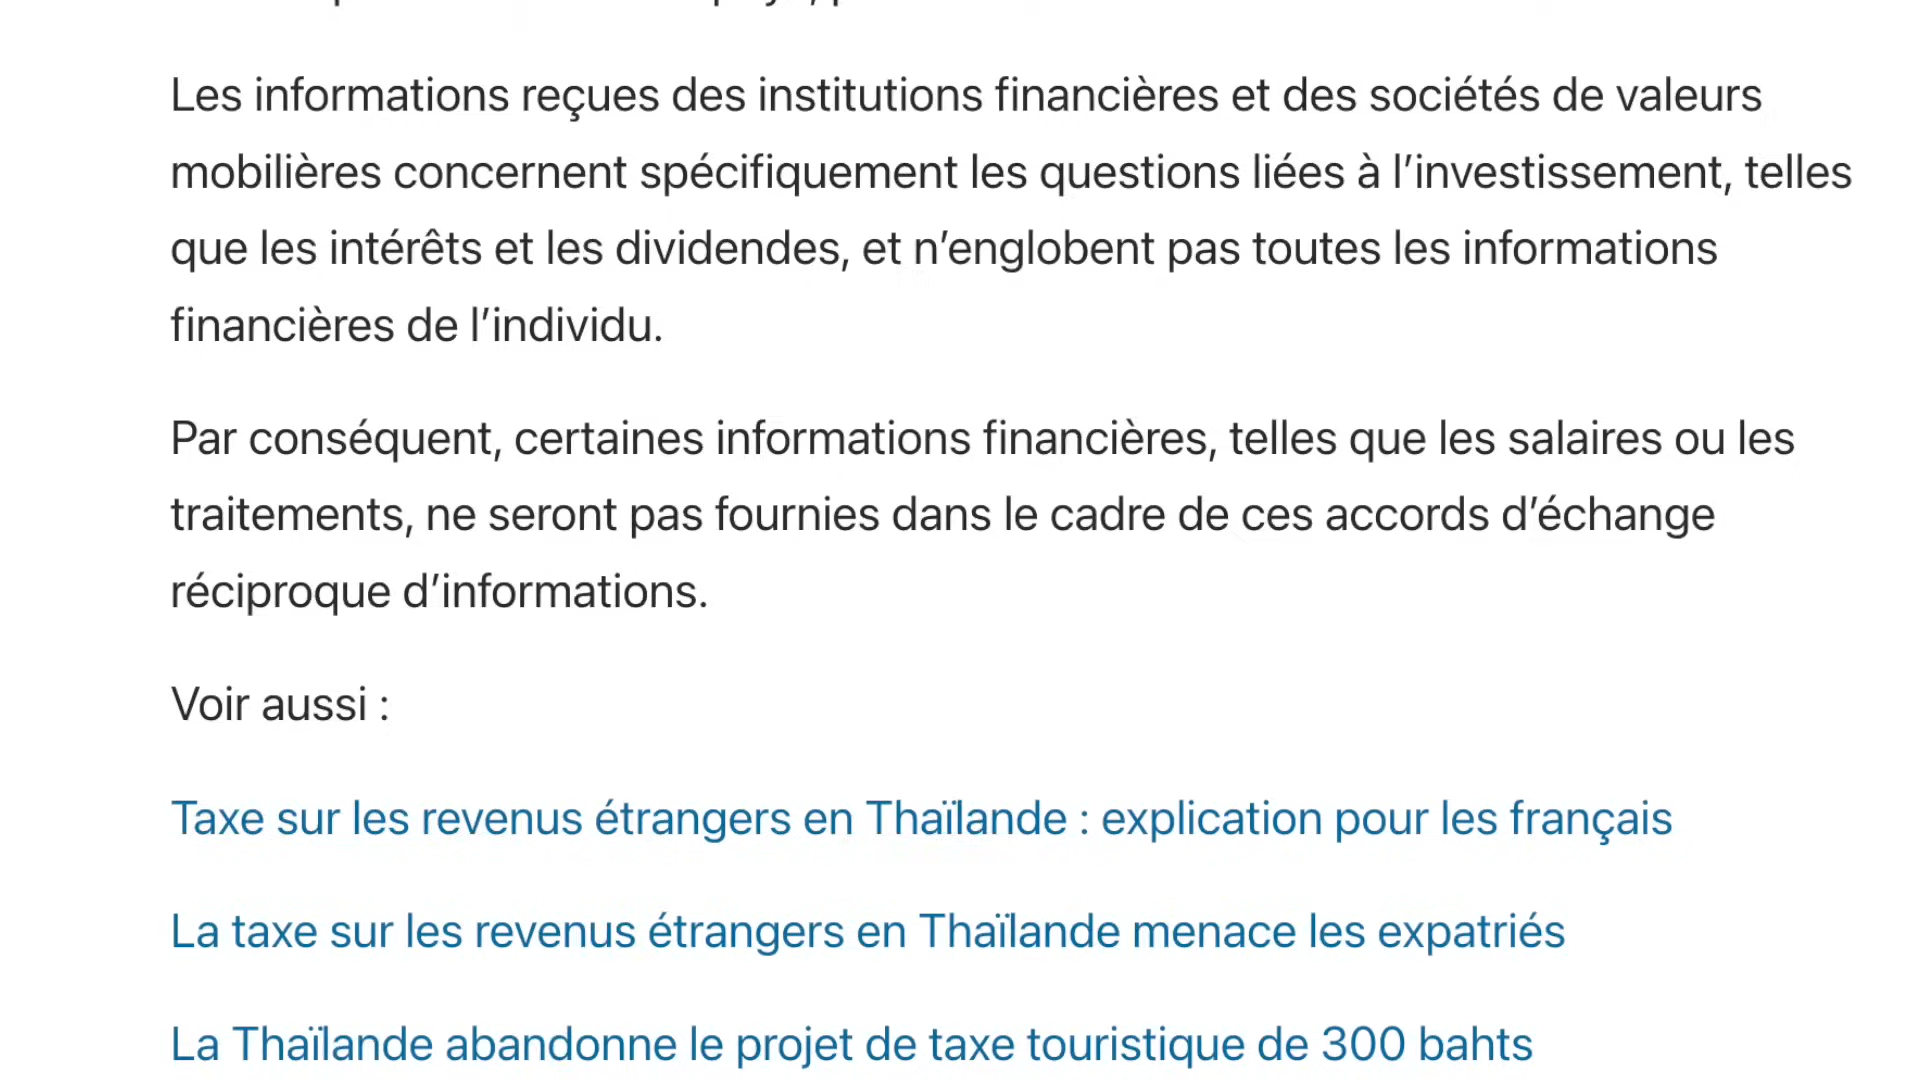 Les informations reçues des institutions financières et des sociétés de valeurs
mobilières concernent spécifiquement les questions liées à l’investissement, telles
que les intérêts et les dividendes, et n’englobent pas toutes les informations
financières de l’individu.
Par conséquent, certaines informations financières, telles que les salaires ou les
traitements, ne seront pas fournies dans le cadre de ces accords d’échange
réciproque d’informations.
Voir aussi :
Taxe sur les revenus étrangers en Thaïlande : explication pour les français
La taxe sur les revenus étrangers en Thaïlande menace les expatriés
La Thaïlande abandonne le projet de taxe touristique de 300 bahts